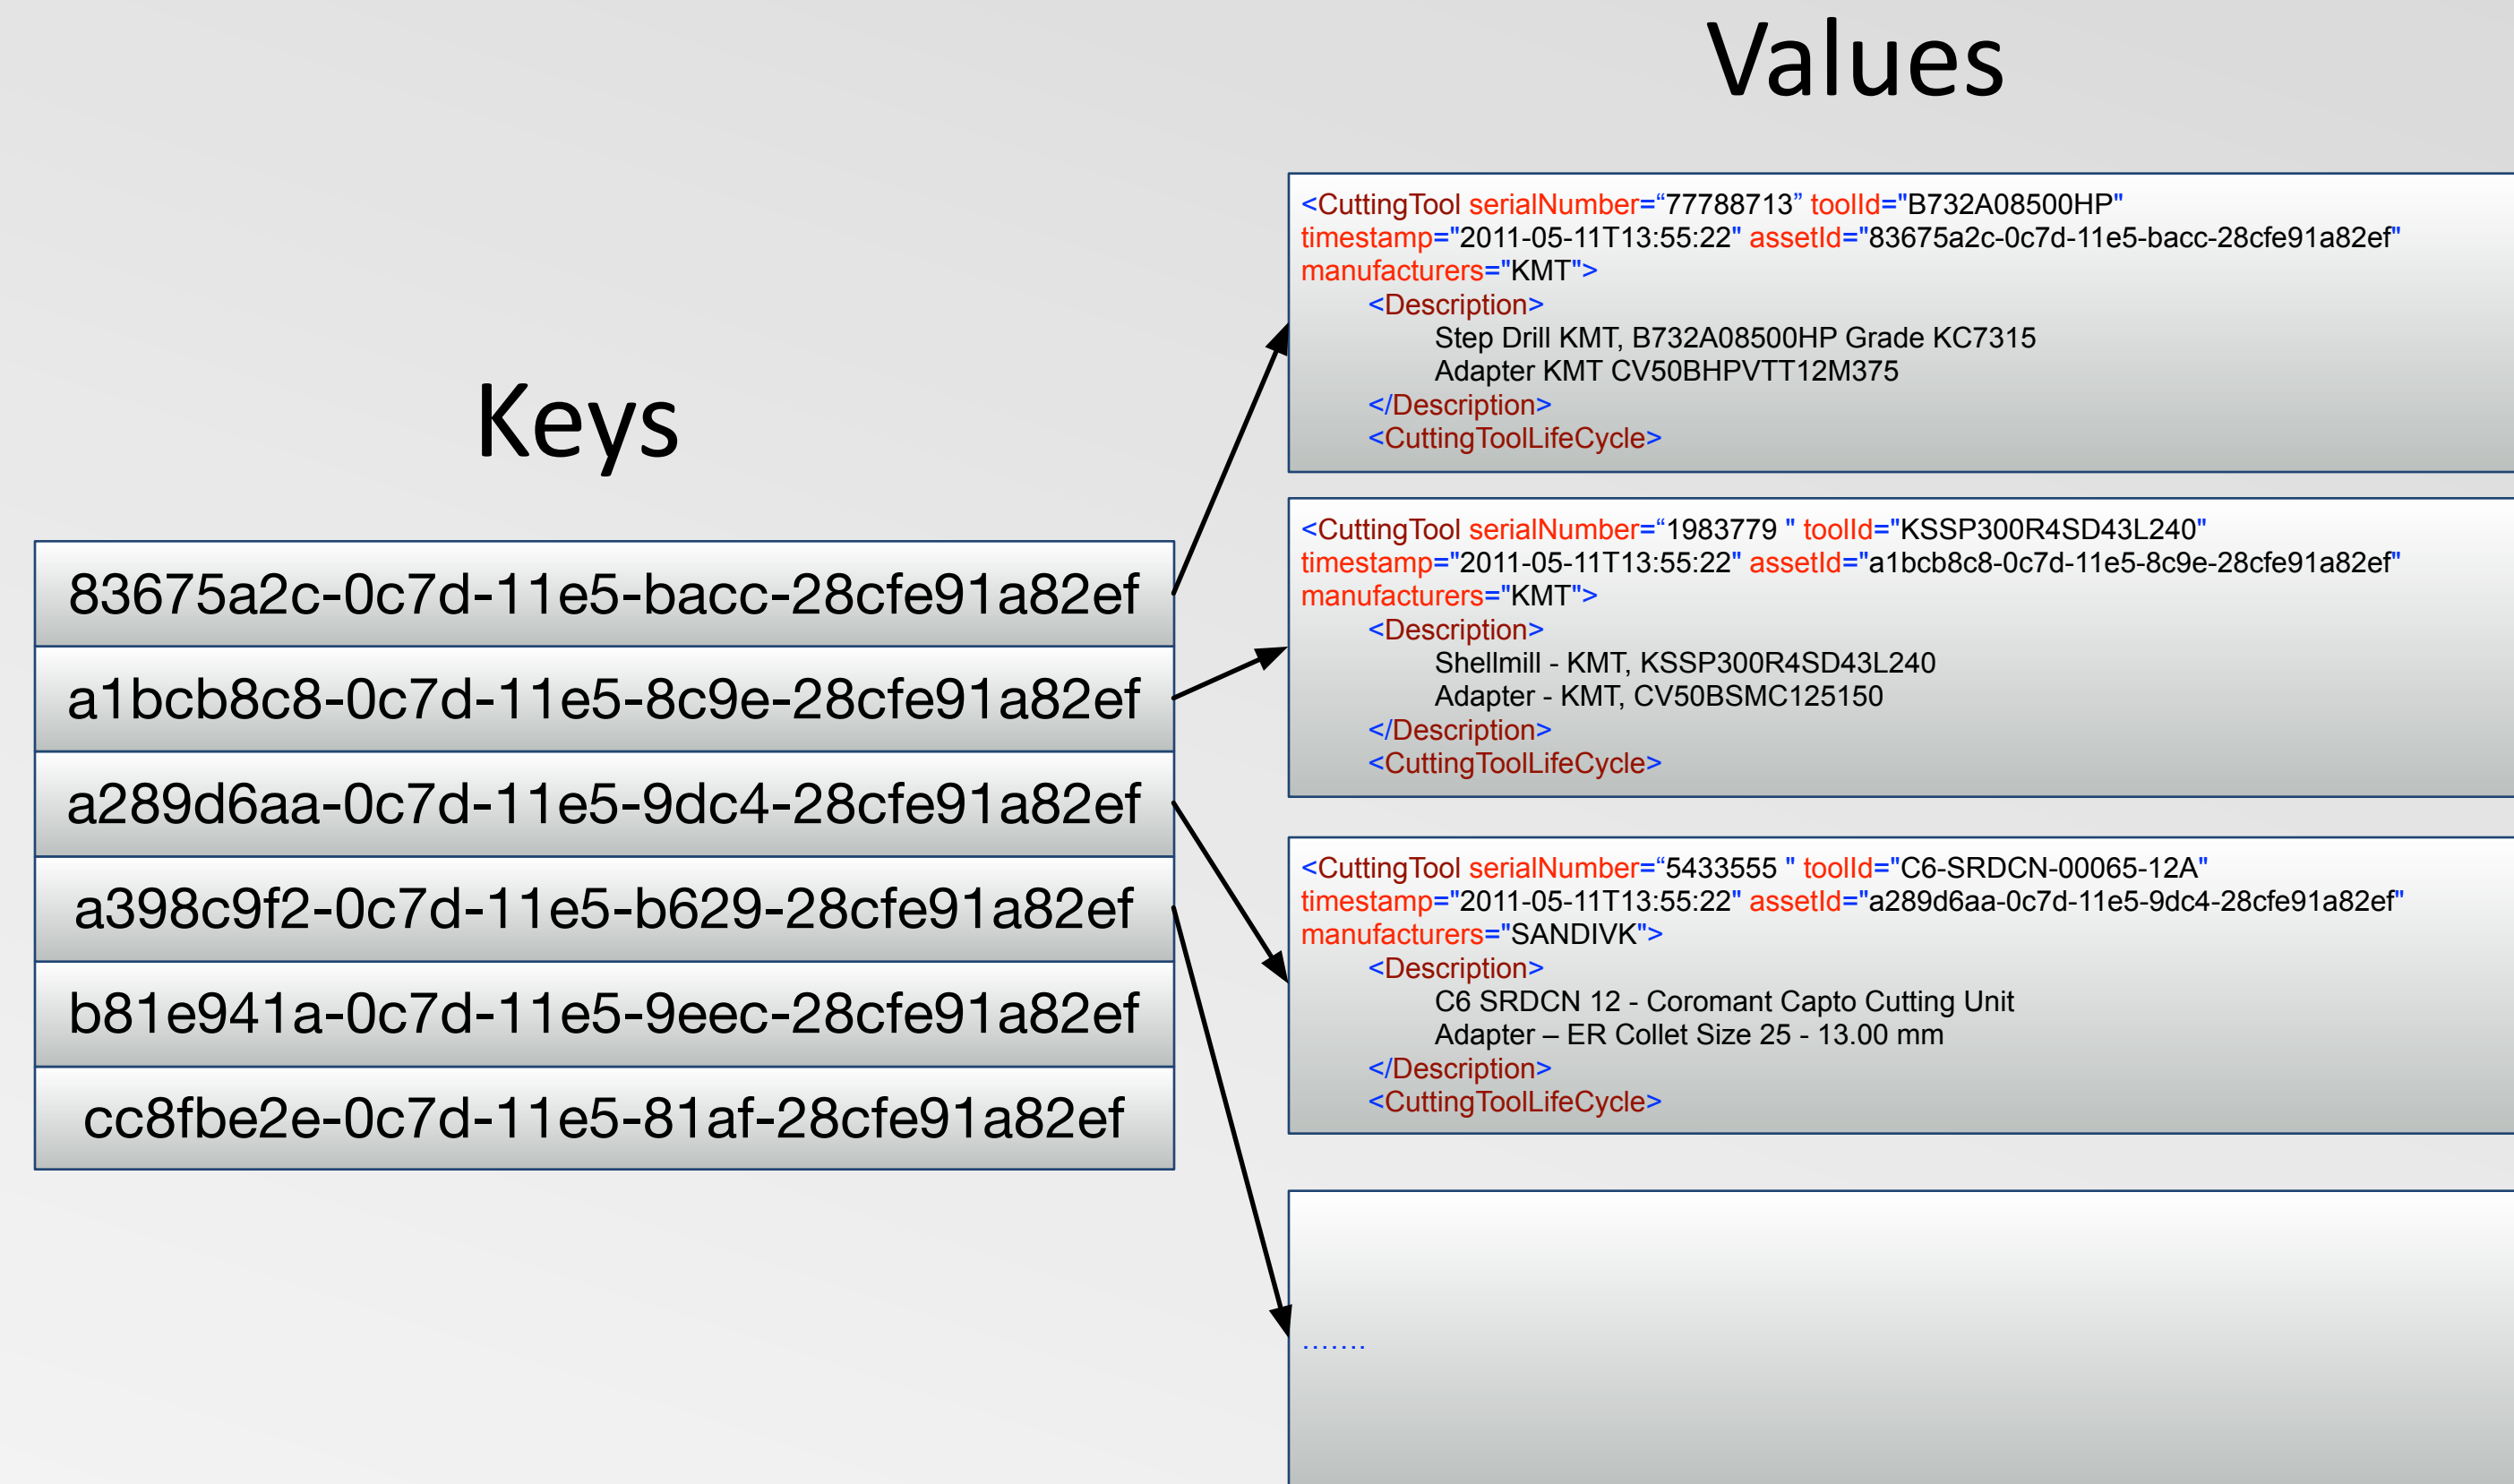 Values
Keys
83675a2c-0c7d-11e5-bacc-28cfe91a82ef
a1bcb8c8-0c7d-11e5-8c9e-28cfe91a82ef
a289d6aa-0c7d-11e5-9dc4-28cfe91a82ef
a398c9f2-0c7d-11e5-b629-28cfe91a82ef
b81e941a-0c7d-11e5-9eec-28cfe91a82ef
cc8fbe2e-0c7d-11e5-81af-28cfe91a82ef
<CuttingTool serialNumber=“77788713” toolId="B732A08500HP"
timestamp="2011-05-11T13:55:22" assetId="83675a2c-0c7d-11e5-bacc-28cfe91a82ef"
manufacturers="KMT">
<Description>
Step Drill KMT, B732A08500HP Grade KC7315
Adapter KMT CV50BHPVTT12M375
</Description>
<CuttingToolLifeCycle>
<CuttingTool serialNumber=“1983779 " toolId="KSSP300R4SD43L240"
timestamp="2011-05-11T13:55:22" assetId="a1bcb8c8-0c7d-11e5-8c9e-28cfe91a82ef"
manufacturers="KMT">
<Description>
Shellmill - KMT, KSSP300R4SD43L240
Adapter - KMT, CV50BSMC125150
</Description>
<CuttingToolLifeCycle>
<CuttingTool serialNumber=“5433555 " toolId="C6-SRDCN-00065-12A"
timestamp="2011-05-11T13:55:22" assetId="a289d6aa-0c7d-11e5-9dc4-28cfe91a82ef"
manufacturers="SANDIVK">
<Description>
C6 SRDCN 12 - Coromant Capto Cutting Unit
Adapter – ER Collet Size 25 - 13.00 mm
</Description>
<CuttingToolLifeCycle>
…….